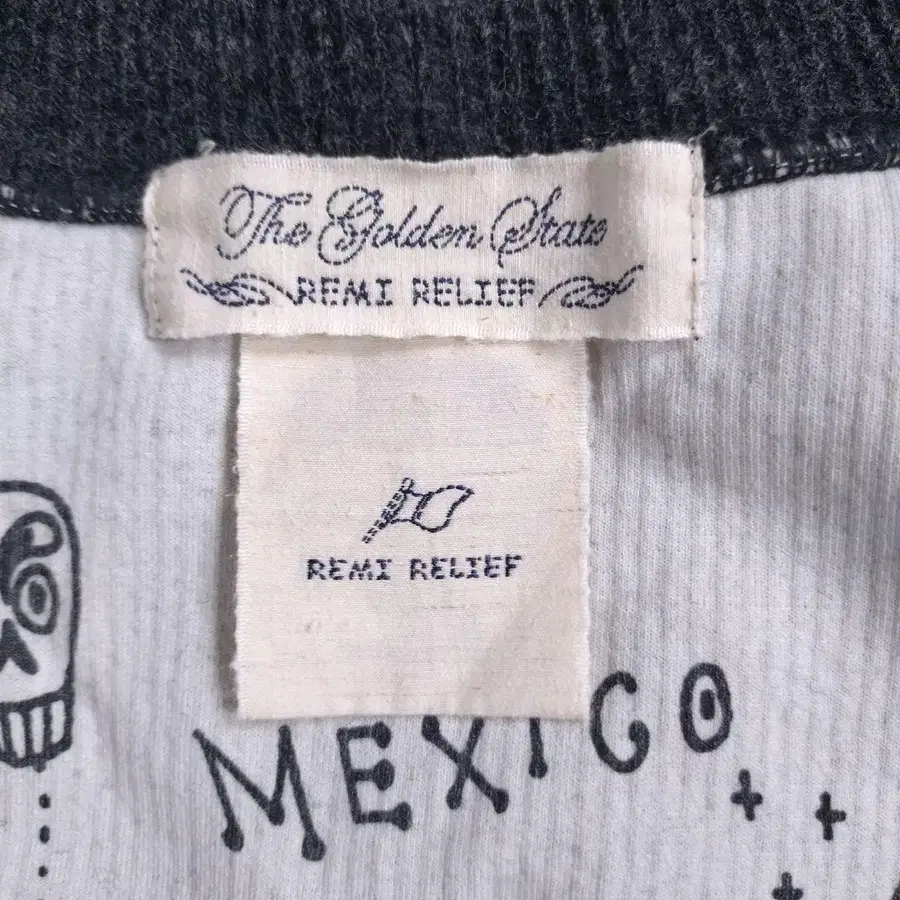 The Golden State
REMI RELIEF
REMI RELIEF
MEXICO